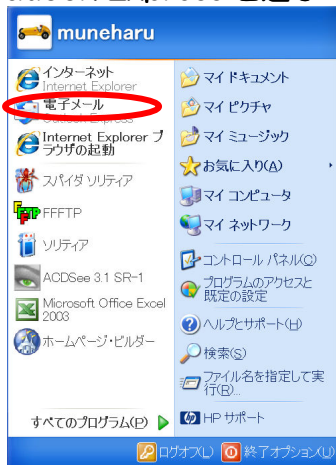 muneharu
インターネット
Internet Explorer
電子メール
Internet Explorer ブ
ラウザの起動
スパイダ ソリティア
FFFTP
ソリティア
ACDSee 3.1 SR-1
Microsoft Office Excel
2003
ホームページ・ビルダー
すべてのプログラム(P)
マイ ドキュメント
マイ ピクチャ
マイ ミュージック
お気に入り(A)
マイ コンピュータ
マイ ネットワーク
コントロール パネル(C)
プログラムのアクセスと
既定の設定
ヘルプとサポート(H)
検索(S)
ファイル名を指定して実
行(R)...
HP サポート
ログオフ(L)
終了オプション(U)